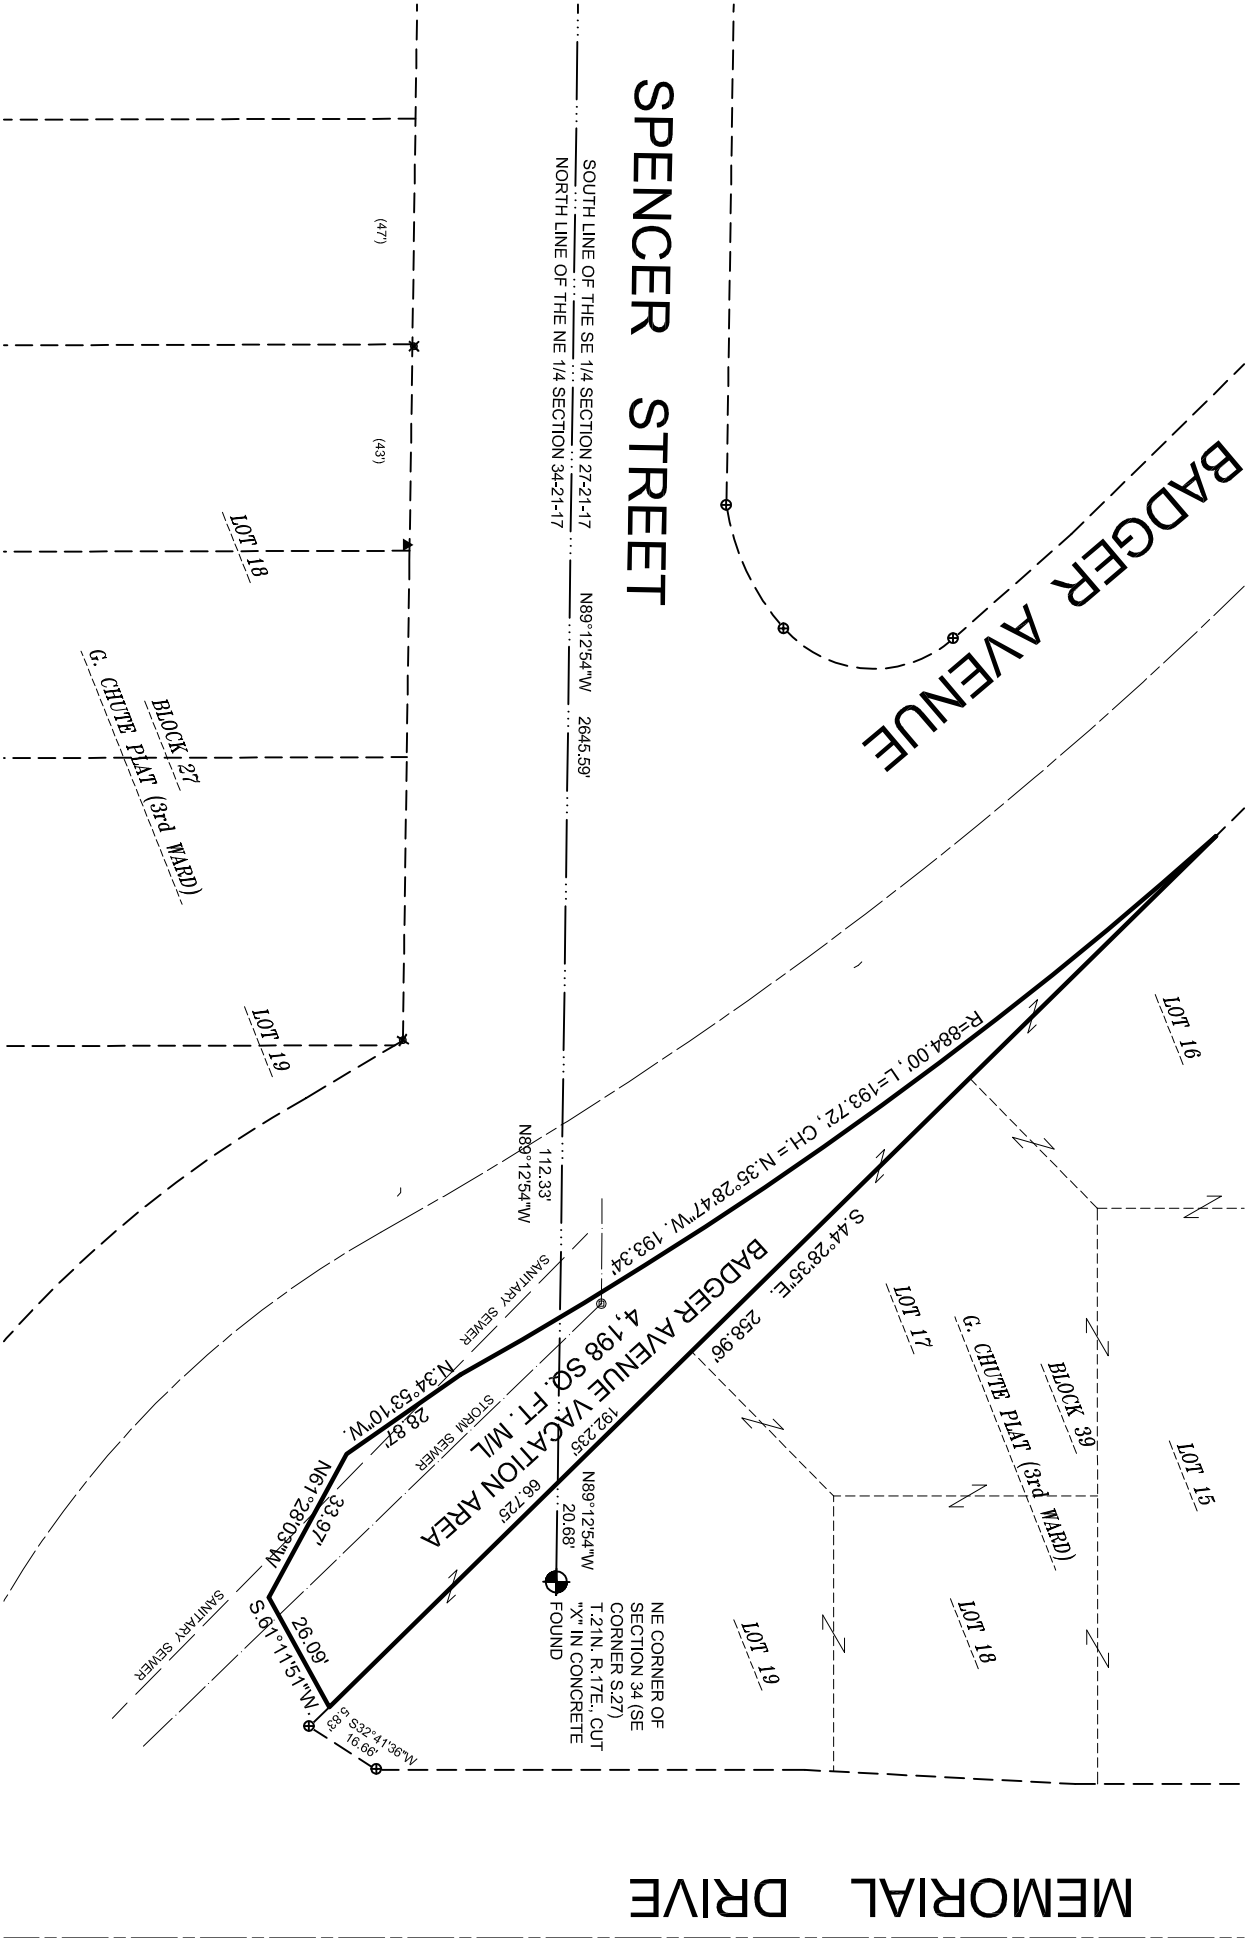 SPENCER STREET
BADGER AVENUE
MEMORIAL DRIVE
SOUTH LINE OF THE SE 1/4 SECTION 27-21-17
NORTH LINE OF THE NE 1/4 SECTION 34-21-17
N89°12'54"W 2645.59'
(47')
(43')
LOT 18
BLOCK 27
G. CHUTE PLAT (3rd WARD)
LOT 19
112.33'
N89°12'54"W
R=884.00', L=193.72', CH.= N.35°28'47"W. 193.34'
S.44°28'35"E. 258.96'
BADGER AVENUE VACATION AREA
4,198 SQ. FT. M/L
192.235'
66.725'
N89°12'54"W
20.68'
SANITARY SEWER
STORM SEWER
N.34°53'10"W.
28.87'
N61°28'03"W
33.97'
SANITARY SEWER
26.09'
S.61°11'51"W.
5.83'
S32°41'36"W
16.66'
NE CORNER OF
SECTION 34 (SE
CORNER S.27)
T.21N. R.17E., CUT
"X" IN CONCRETE
FOUND
LOT 16
LOT 17
BLOCK 39
G. CHUTE PLAT (3rd WARD)
LOT 15
LOT 18
LOT 19